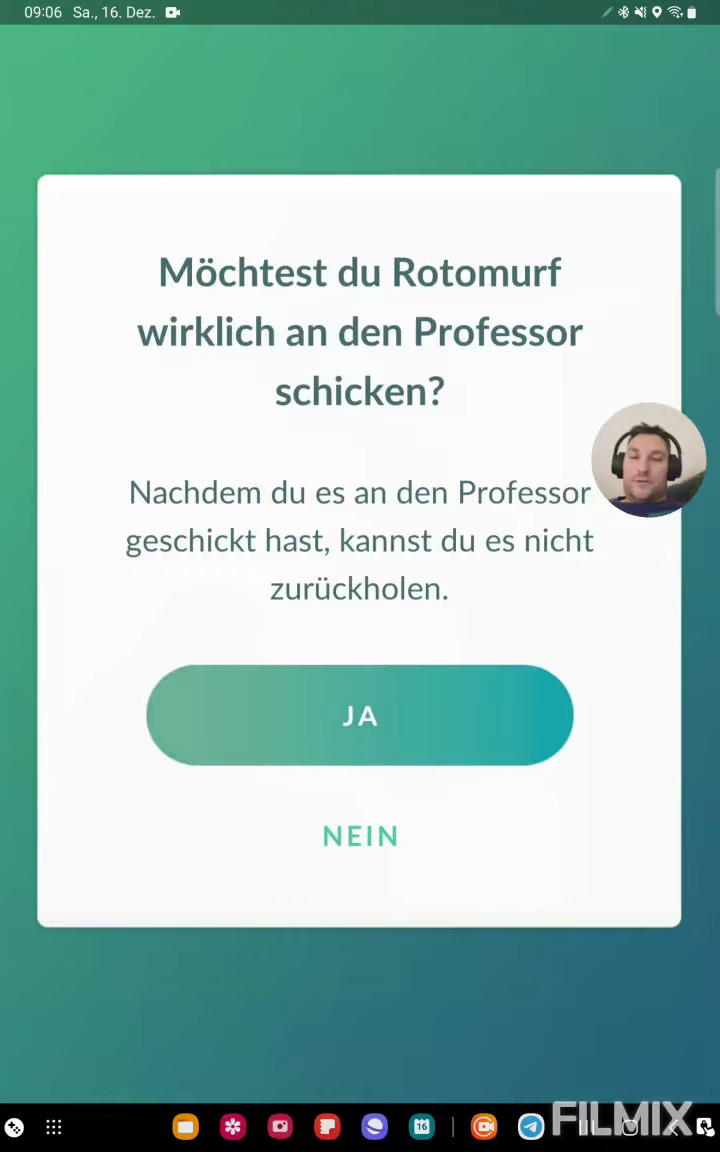 09:06 Sa., 16. Dez.
Möchtest du Rotomurf
wirklich an den Professor
schicken?
Nachdem du es an den Professor
geschickt hast, kannst du es nicht
zurückholen.
JA
NEIN
16
FILMIX